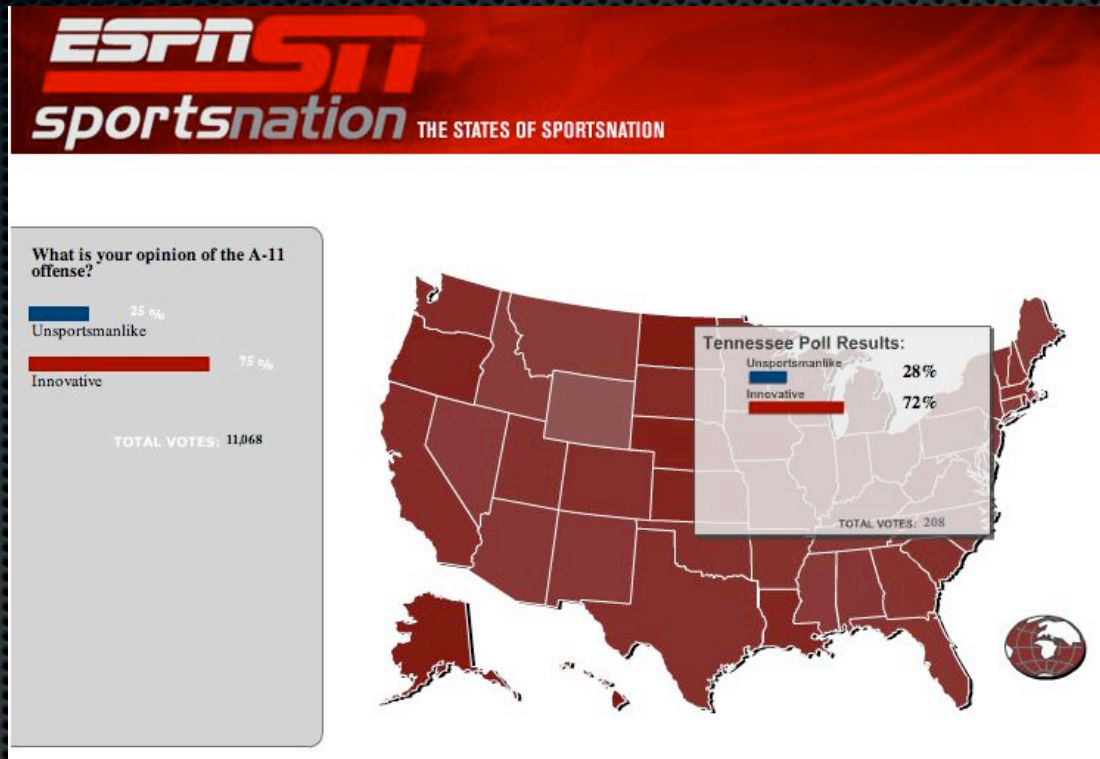 ESPN SN
sportsnation THE STATES OF SPORTSNATION
What is your opinion of the A-11
offense?
25 %
Unsportsmanlike
75 %
Innovative
TOTAL VOTES: 11,068
Tennessee Poll Results:
Unsportsmanlike
28%
Innovative
72%
TOTAL VOTES: 208